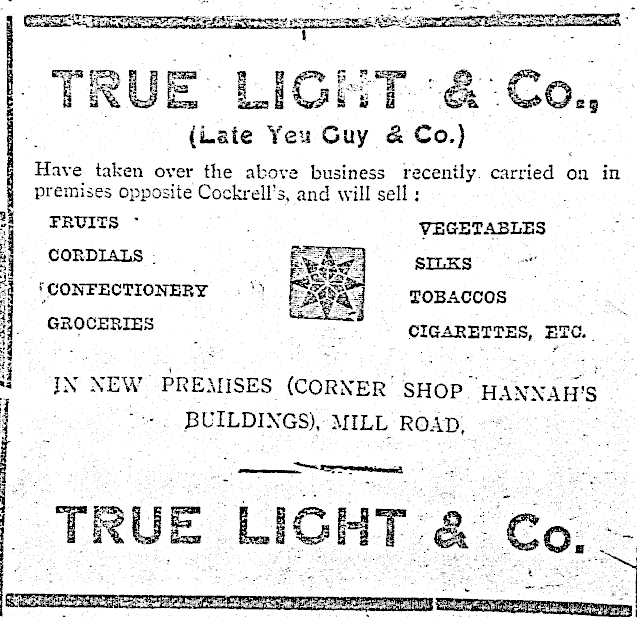 TRUE LIGHT & Co.,
(Late Yeu Guy & Co.)
Have taken over the above business recently carried on in
premises opposite Cockrell's, and will sell :
FRUITS
CORDIALS
CONFECTIONERY
GROCERIES
VEGETABLES
SILKS
TOBACCOS
CIGARETTES, ETC.
IN NEW PREMISES (CORNER SHOP HANNAH'S
BUILDINGS), MILL ROAD,
TRUE LIGHT & Co.